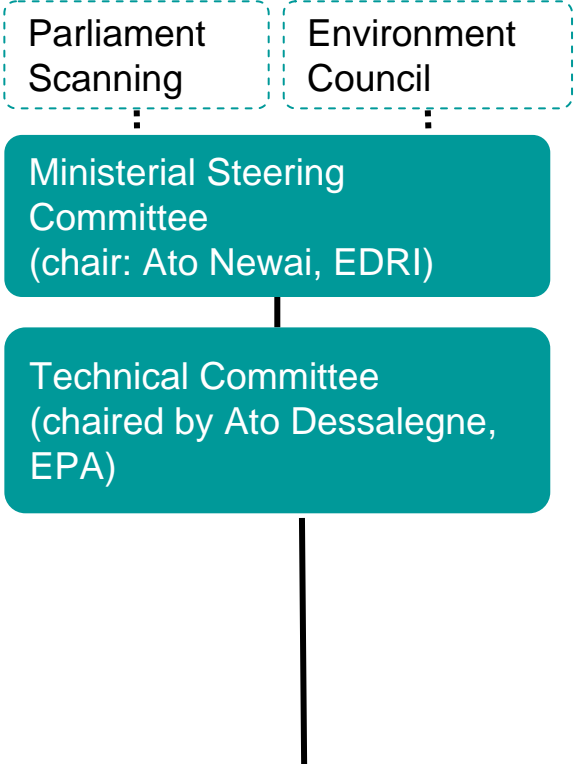 Parliament
Scanning
Environment
Council
Ministerial Steering
Committee
(chair: Ato Newai, EDRI)
Technical Committee
(chaired by Ato Dessalegne,
EPA)